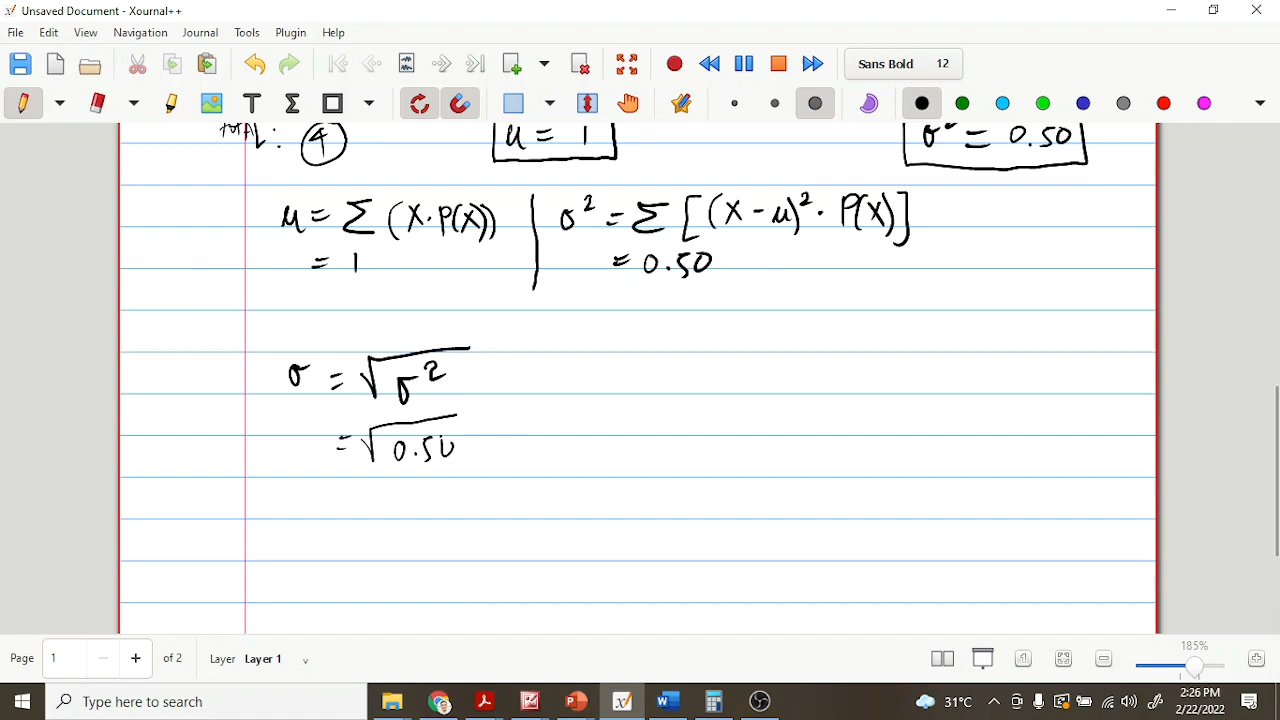 Unsaved Document - Xournal++
File Edit View Navigation Journal Tools Plugin Help
Sans Bold 12
total: 4 μ = 1 σ² = 0.50
μ = Σ (X·P(X)) | σ² = Σ [(X - μ)² · P(X)]
= 1 = 0.50
σ = √σ²
= √0.50
Page 1 of 2 Layer Layer 1 185%
Type here to search 31°C 2:26 PM
2/22/2022